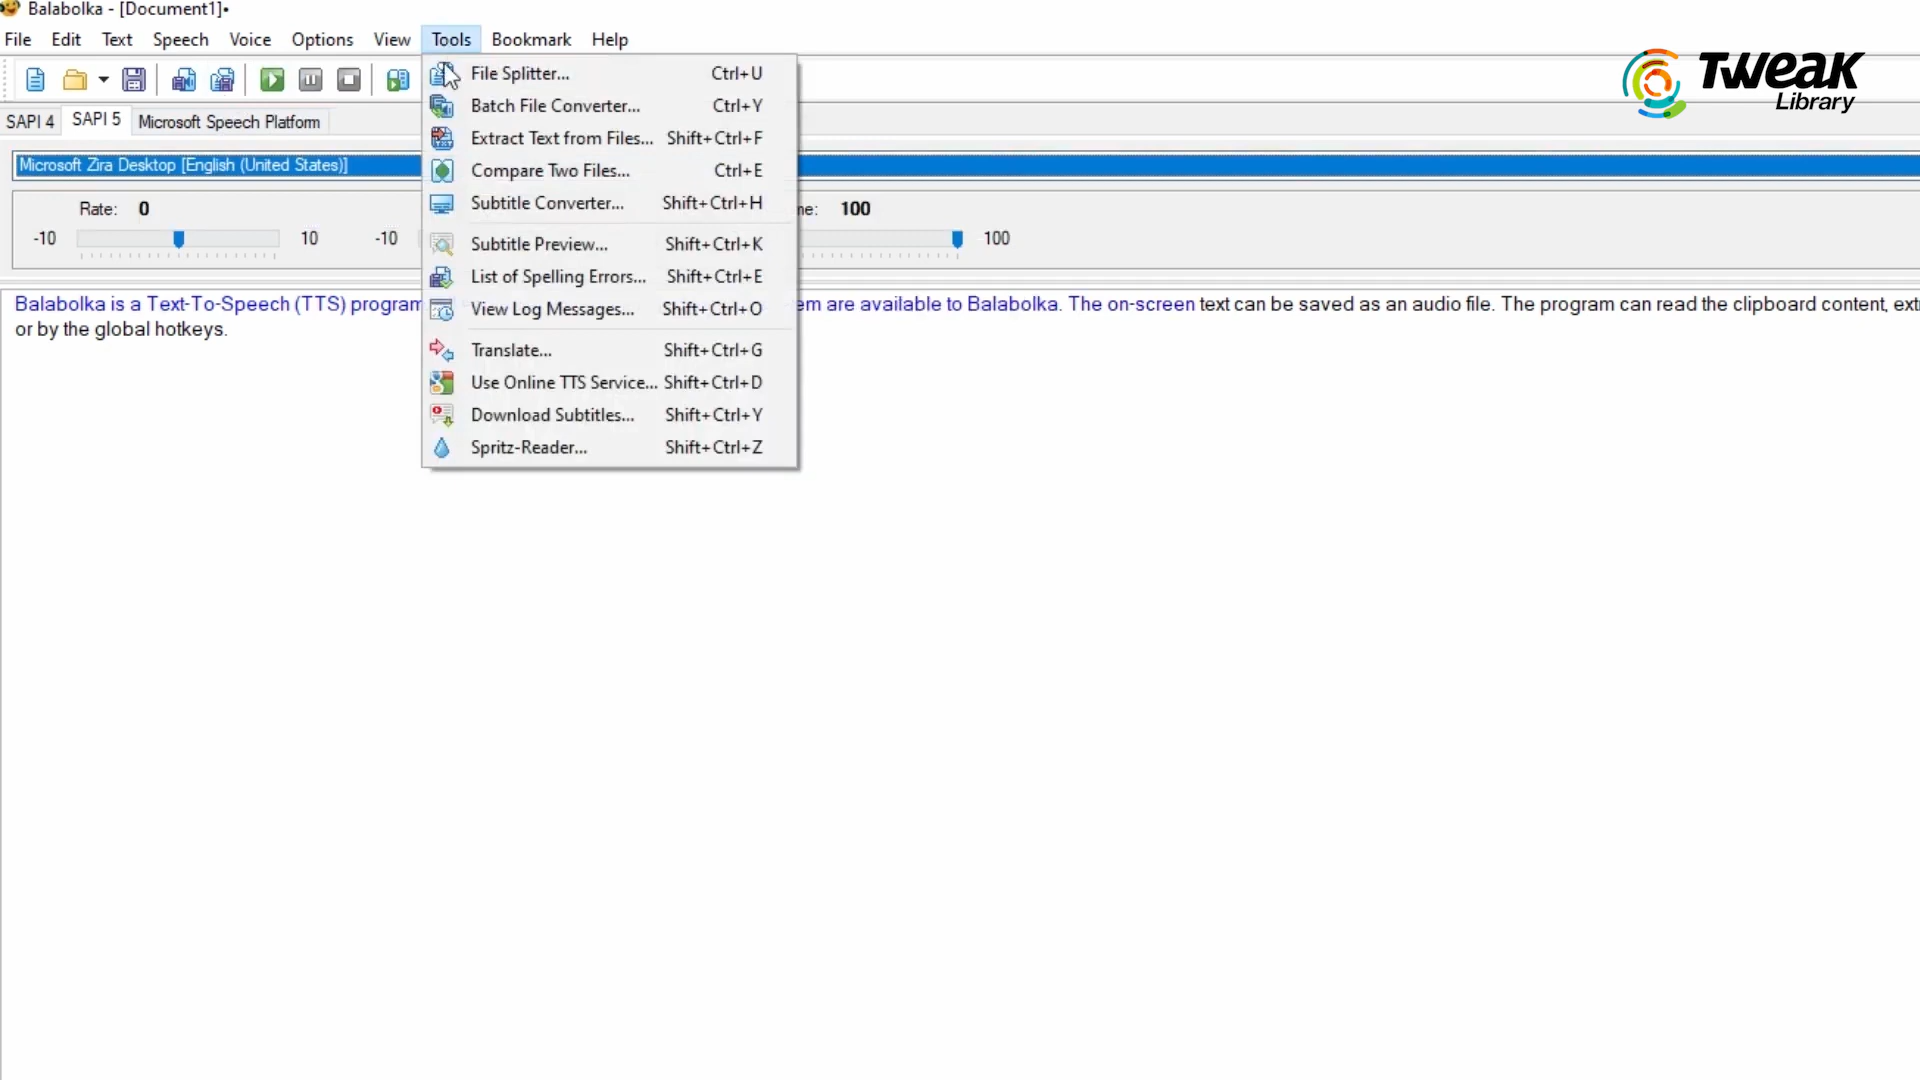 Balabolka - [Document1]•
File Edit Text Speech Voice Options View Tools Bookmark Help
TWEAK
Library
File Splitter... Ctrl+U
Batch File Converter... Ctrl+Y
Extract Text from Files... Shift+Ctrl+F
Compare Two Files... Ctrl+E
Subtitle Converter... Shift+Ctrl+H
Subtitle Preview... Shift+Ctrl+K
List of Spelling Errors... Shift+Ctrl+E
View Log Messages... Shift+Ctrl+O
Translate... Shift+Ctrl+G
Use Online TTS Service... Shift+Ctrl+D
Download Subtitles... Shift+Ctrl+Y
Spritz-Reader... Shift+Ctrl+Z
SAPI 4 SAPI 5 Microsoft Speech Platform
Microsoft Zira Desktop [English (United States)]
Rate: 0 100
-10 10 -10 100
Balabolka is a Text-To-Speech (TTS) program are available to Balabolka. The on-screen text can be saved as an audio file. The program can read the clipboard content,
or by the global hotkeys.